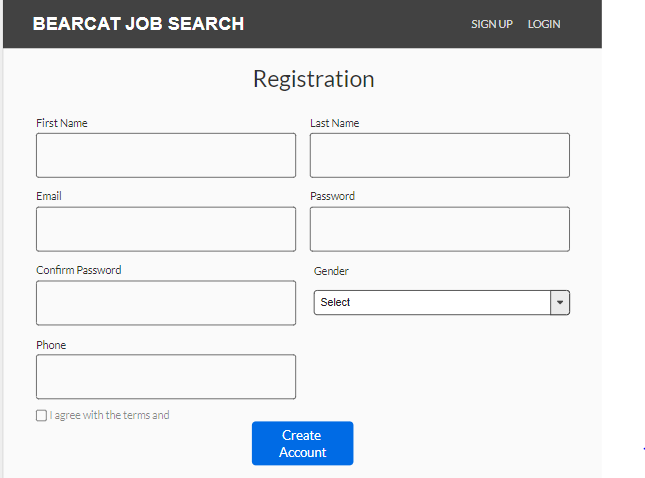 BEARCAT JOB SEARCH SIGN UP LOGIN
Registration
First Name Last Name
Email Password
Confirm Password Gender
Select
Phone
I agree with the terms and
Create
Account